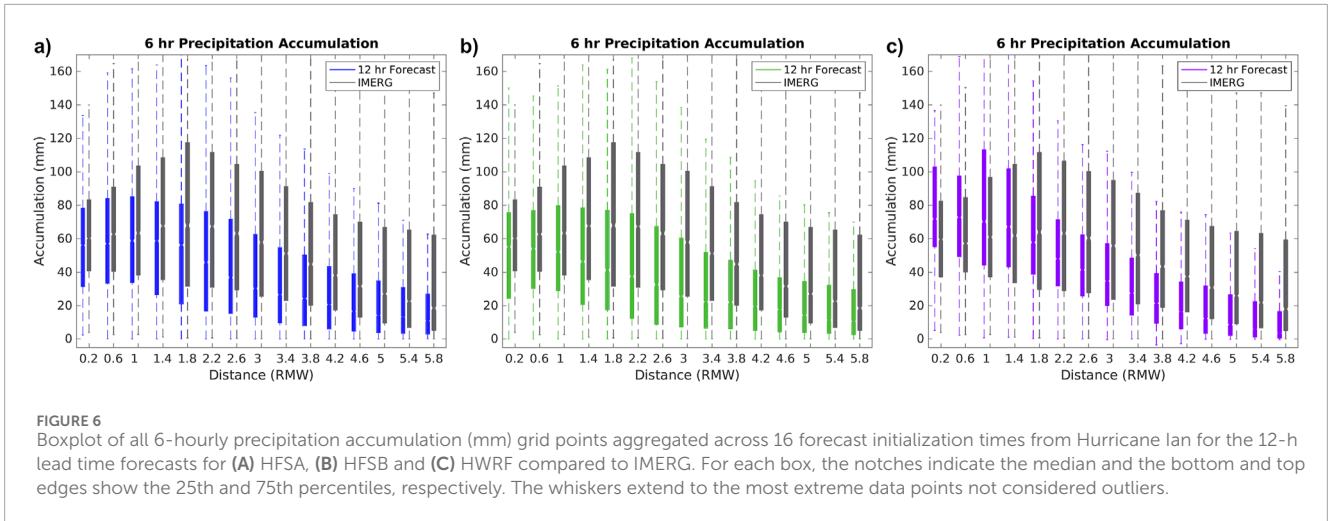 a)
6 hr Precipitation Accumulation
12 hr Forecast
IMERG
Accumulation (mm)
160
140
120
100
80
60
40
20
0
0.2 0.6 1 1.4 1.8 2.2 2.6 3 3.4 3.8 4.2 4.6 5 5.4 5.8
Distance (RMW)
b)
6 hr Precipitation Accumulation
12 hr Forecast
IMERG
Accumulation (mm)
160
140
120
100
80
60
40
20
0
0.2 0.6 1 1.4 1.8 2.2 2.6 3 3.4 3.8 4.2 4.6 5 5.4 5.8
Distance (RMW)
c)
6 hr Precipitation Accumulation
12 hr Forecast
IMERG
Accumulation (mm)
160
140
120
100
80
60
40
20
0
0.2 0.6 1 1.4 1.8 2.2 2.6 3 3.4 3.8 4.2 4.6 5 5.4 5.8
Distance (RMW)
FIGURE 6
Boxplot of all 6-hourly precipitation accumulation (mm) grid points aggregated across 16 forecast initialization times from Hurricane Ian for the 12-h
lead time forecasts for (A) HFSA, (B) HFSB and (C) HWRF compared to IMERG. For each box, the notches indicate the median and the bottom and top
edges show the 25th and 75th percentiles, respectively. The whiskers extend to the most extreme data points not considered outliers.